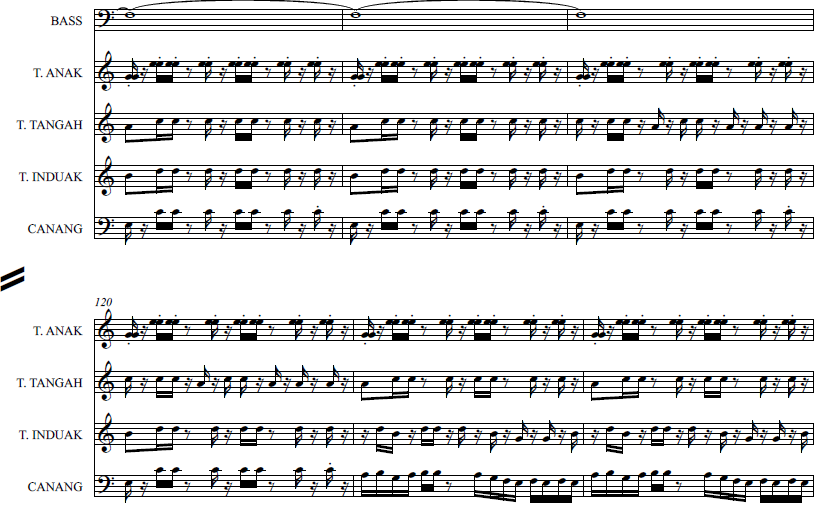 BASS
T. ANAK
T. TANGAH
T. INDUAK
CANANG
120
T. ANAK
T. TANGAH
T. INDUAK
CANANG